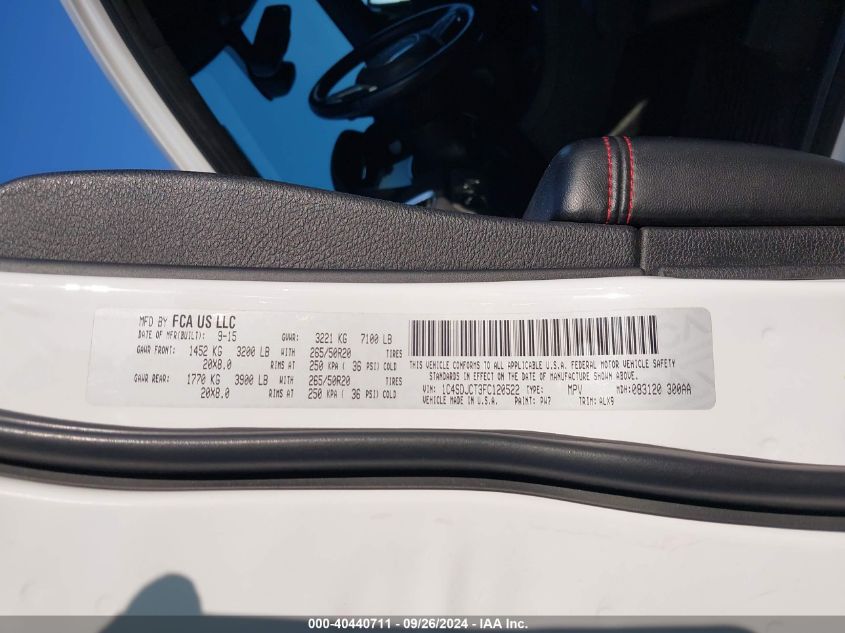 MFD BY FCA US LLC
DATE OF MFR(BUILT): 9-15 GVWR: 3221 KG 7100 LB
GAWR FRONT: 1452 KG 3200 LB WITH 265/50R20 TIRES
20X8.0 RIMS AT 250 KPA ( 36 PSI) COLD
GAWR REAR: 1770 KG 3900 LB WITH 265/50R20 TIRES
20X8.0 RIMS AT 250 KPA ( 36 PSI) COLD
THIS VEHICLE CONFORMS TO ALL APPLICABLE U.S.A. FEDERAL MOTOR VEHICLE SAFETY
STANDARDS IN EFFECT ON THE DATE OF MANUFACTURE SHOWN ABOVE.
VIN: 1C4SDJCT3FC120522 TYPE: MPV MDH:083120 300AA
VEHICLE MADE IN U.S.A. PAINT: PW7 TRIM: ALX9
000-40440711 - 09/26/2024 - IAA Inc.